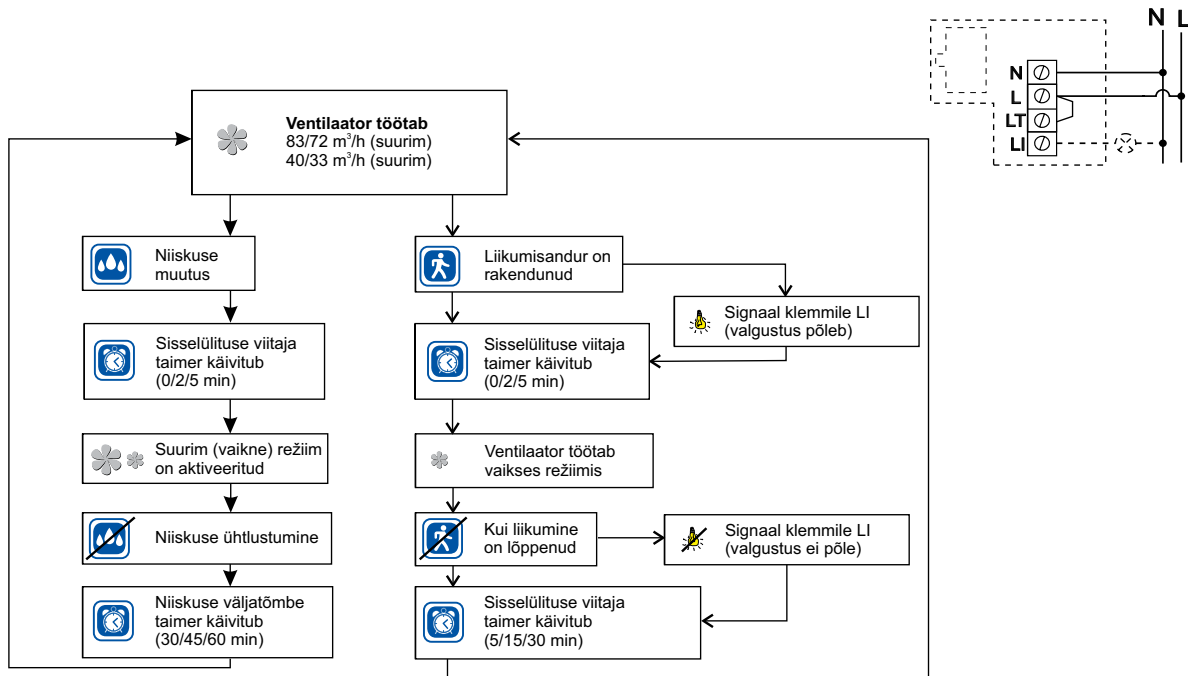 N L
N
L
LT
LI
Ventilaator töötab
83/72 m³/h (suurim)
40/33 m³/h (suurim)
Niiskuse
muutus
Sisselülituse viitaja
taimer käivitub
(0/2/5 min)
Suurim (vaikne) režiim
on aktiveeritud
Niiskuse ühtlustumine
Niiskuse väljatõmbe
taimer käivitub
(30/45/60 min)
Liikumisandur on
rakendunud
Signaal klemmile LI
(valgustus põleb)
Sisselülituse viitaja
taimer käivitub
(0/2/5 min)
Ventilaator töötab
vaikses režiimis
Kui liikumine
on lõppenud
Signaal klemmile LI
(valgustus ei põle)
Sisselülituse viitaja
taimer käivitub
(5/15/30 min)